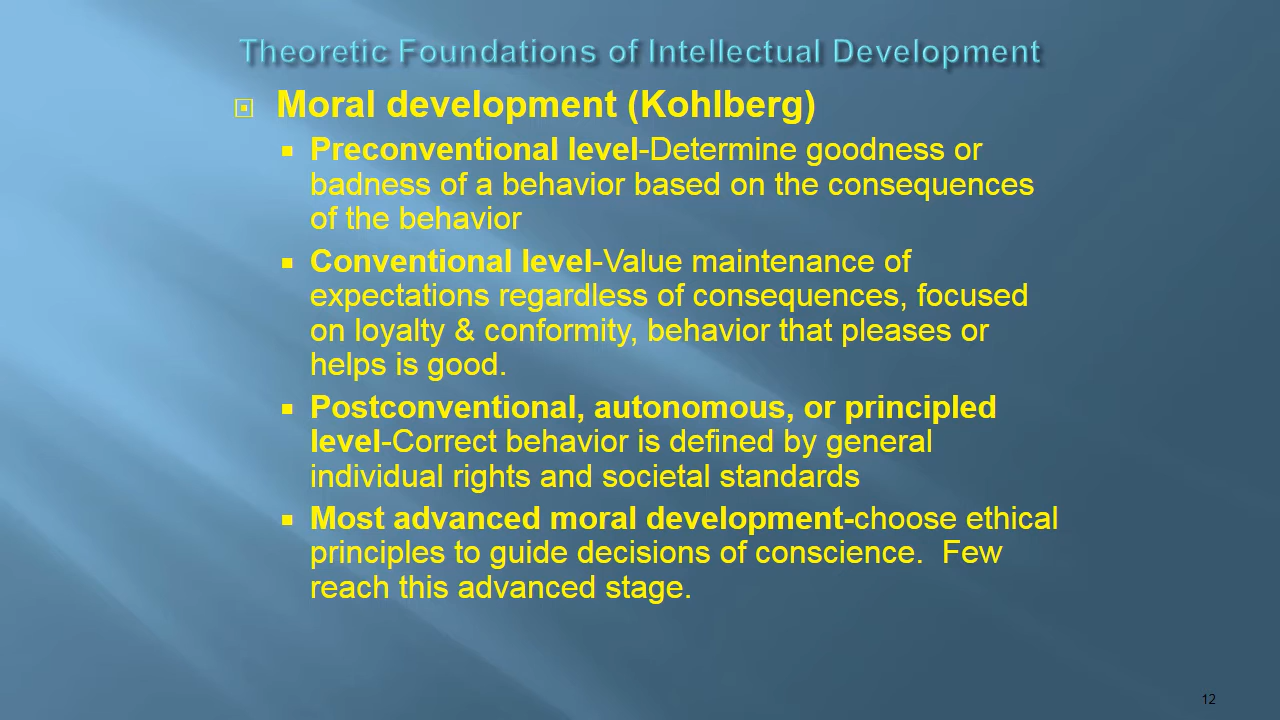 Theoretic Foundations of Intellectual Development
Moral development (Kohlberg)
Preconventional level-Determine goodness or
badness of a behavior based on the consequences
of the behavior
Conventional level-Value maintenance of
expectations regardless of consequences, focused
on loyalty & conformity, behavior that pleases or
helps is good.
Postconventional, autonomous, or principled
level-Correct behavior is defined by general
individual rights and societal standards
Most advanced moral development-choose ethical
principles to guide decisions of conscience.  Few
reach this advanced stage.
12